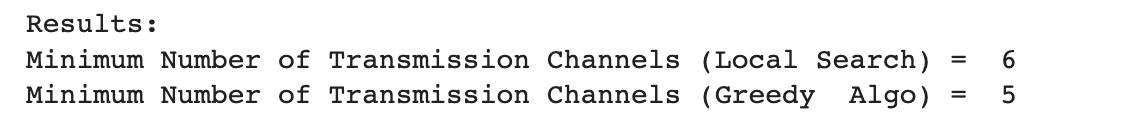 Results:
Minimum Number of Transmission Channels (Local Search) =  6
Minimum Number of Transmission Channels (Greedy  Algo) =  5